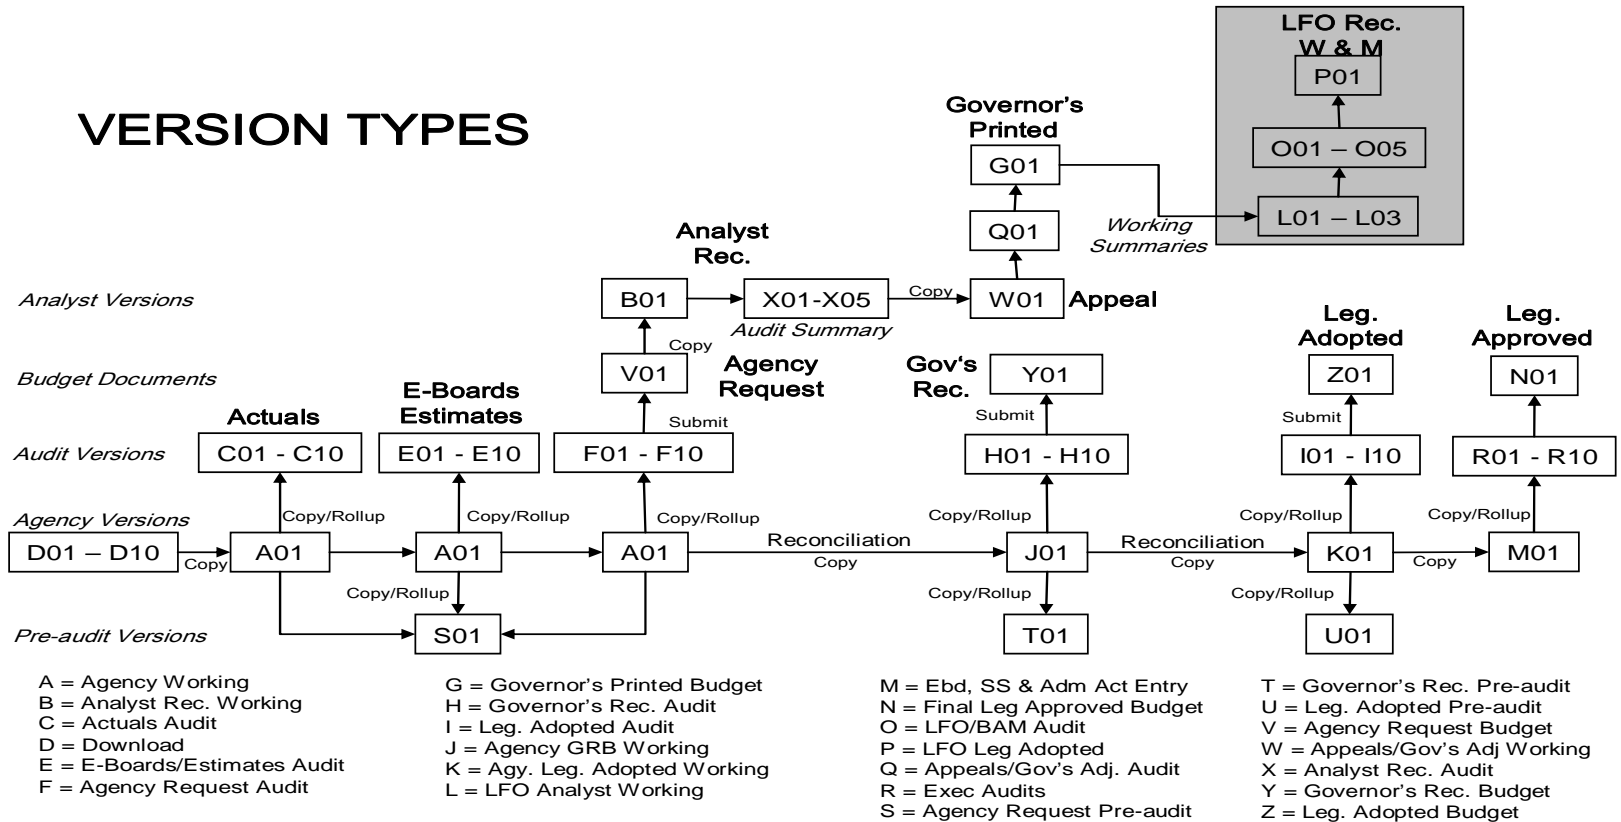 LFO Rec.
W & M
P01
VERSION TYPES
Governor's
Printed
O01 – O05
G01
L01 – L03
Q01
Working
Summaries
Analyst
Rec.
Analyst Versions
B01
X01-X05
Copy
W01
Appeal
Audit Summary
Leg.
Adopted
Leg.
Approved
Copy
Budget Documents
V01
Agency
Request
Gov's
Rec.
Y01
Z01
N01
Actuals
E-Boards
Estimates
Submit
Submit
Submit
Audit Versions
C01 - C10
E01 - E10
F01 - F10
H01 - H10
I01 - I10
R01 - R10
Agency Versions
Copy/Rollup
Copy/Rollup
Copy/Rollup
Copy/Rollup
Copy/Rollup
Copy/Rollup
D01 – D10
Copy
A01
A01
A01
Reconciliation
Copy
J01
Reconciliation
Copy
K01
Copy
M01
Copy/Rollup
Copy/Rollup
Copy/Rollup
Pre-audit Versions
S01
T01
U01
A = Agency Working
B = Analyst Rec. Working
C = Actuals Audit
D = Download
E = E-Boards/Estimates Audit
F = Agency Request Audit
G = Governor's Printed Budget
H = Governor's Rec. Audit
I = Leg. Adopted Audit
J = Agency GRB Working
K = Agy. Leg. Adopted Working
L = LFO Analyst Working
M = Ebd, SS & Adm Act Entry
N = Final Leg Approved Budget
O = LFO/BAM Audit
P = LFO Leg Adopted
Q = Appeals/Gov's Adj. Audit
R = Exec Audits
S = Agency Request Pre-audit
T = Governor's Rec. Pre-audit
U = Leg. Adopted Pre-audit
V = Agency Request Budget
W = Appeals/Gov's Adj Working
X = Analyst Rec. Audit
Y = Governor's Rec. Budget
Z = Leg. Adopted Budget